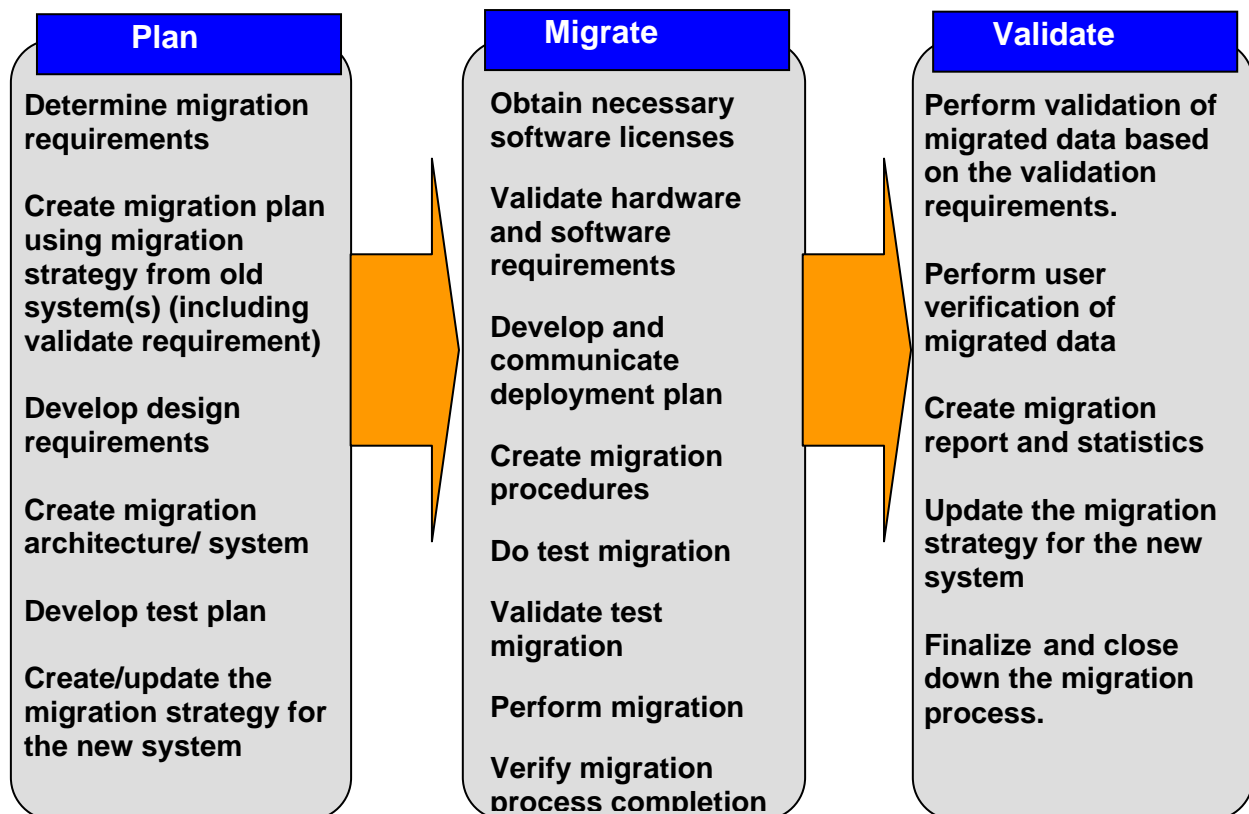 Plan
Determine migration
requirements
Create migration plan
using migration
strategy from old
system(s) (including
validate requirement)
Develop design
requirements
Create migration
architecture/ system
Develop test plan
Create/update the
migration strategy for
the new system
Migrate
Obtain necessary
software licenses
Validate hardware
and software
requirements
Develop and
communicate
deployment plan
Create migration
procedures
Do test migration
Validate test
migration
Perform migration
Verify migration
process completion
Validate
Perform validation of
migrated data based
on the validation
requirements.
Perform user
verification of
migrated data
Create migration
report and statistics
Update the migration
strategy for the new
system
Finalize and close
down the migration
process.